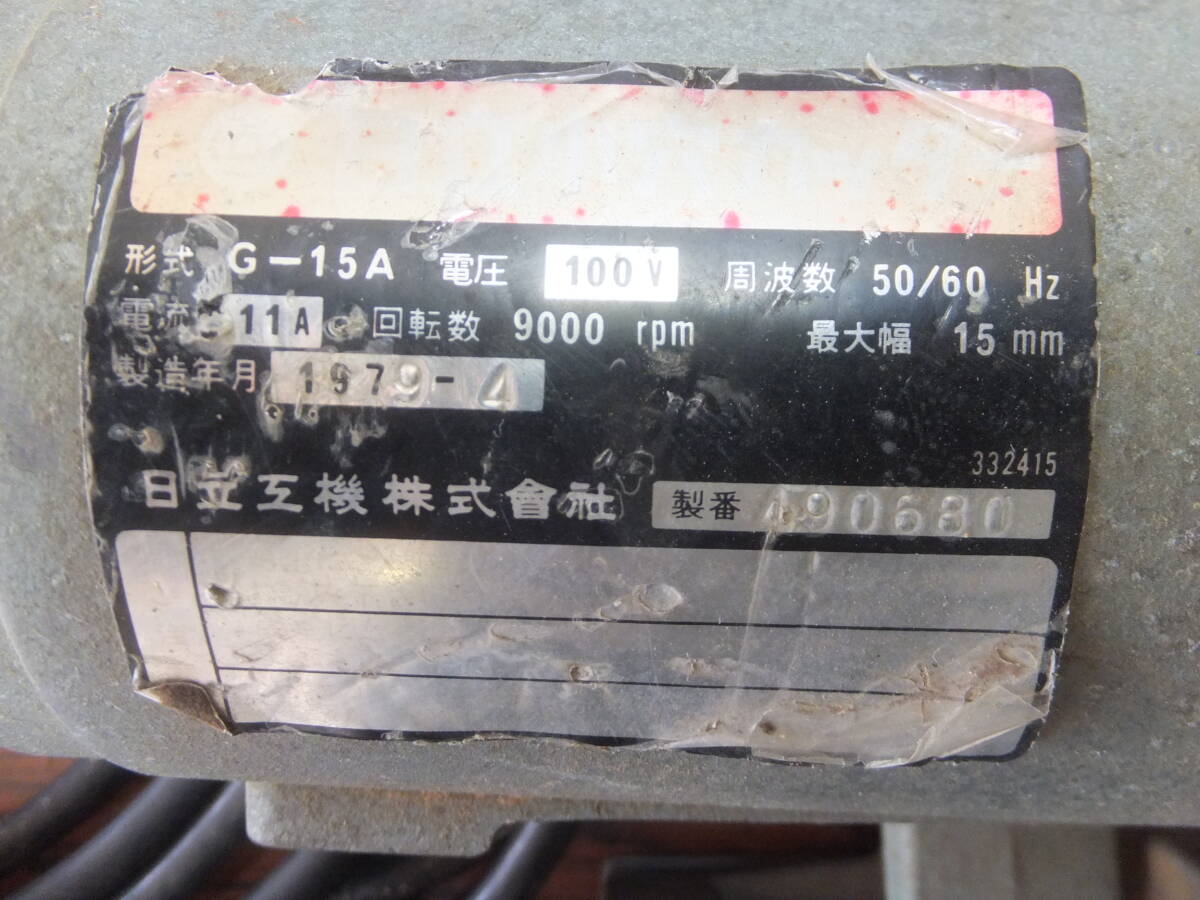 形式 G-15A 電圧 100V 周波数 50/60 Hz
電流 11A 回転数 9000 rpm 最大幅 15 mm
製造年月 1979-4
332415
日立工機株式會社 製番 490680